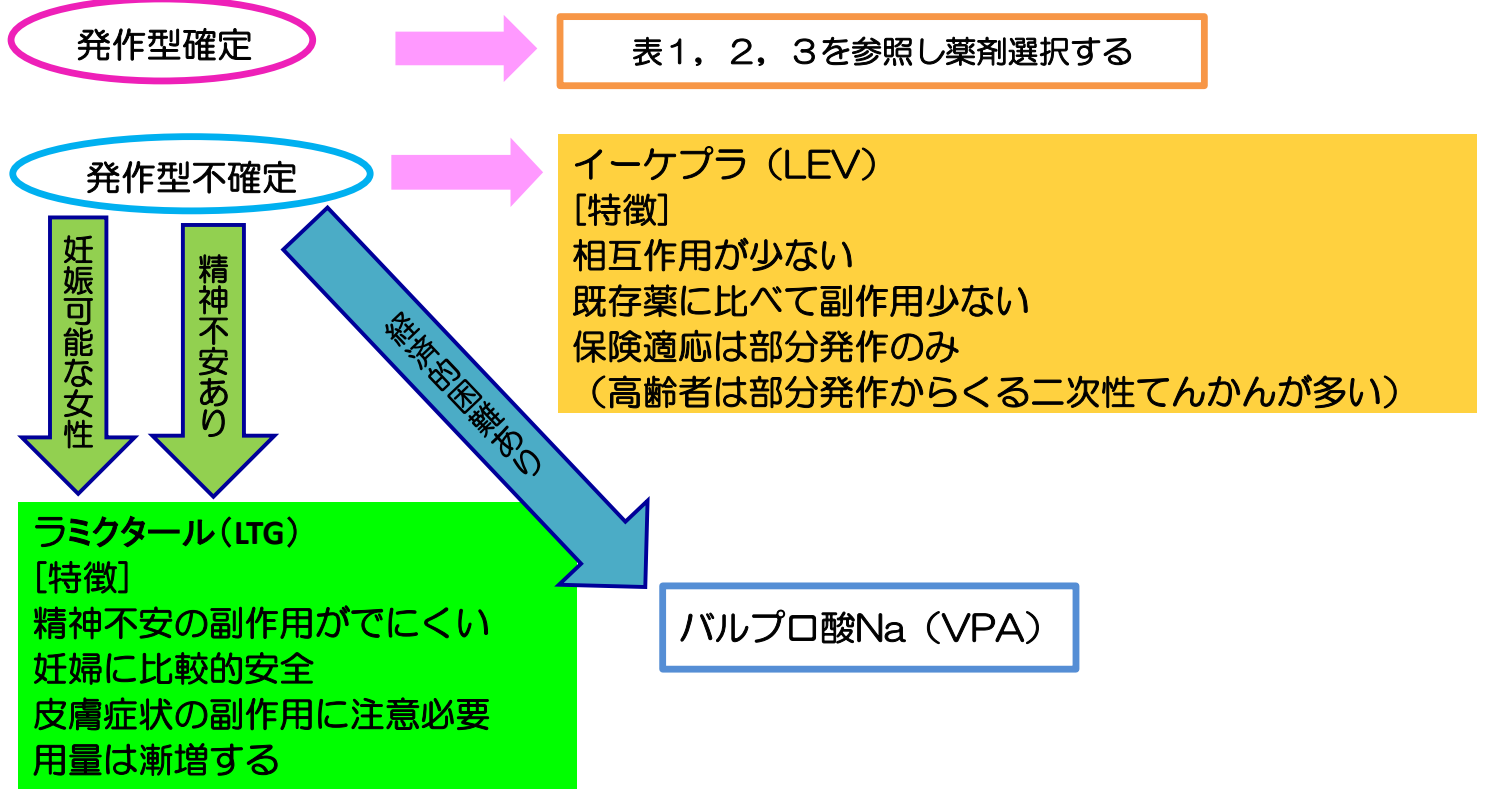 発作型確定
表１，２，３を参照し薬剤選択する
発作型不確定
イーケプラ（LEV）
[特徴]
相互作用が少ない
既存薬に比べて副作用少ない
保険適応は部分発作のみ
（高齢者は部分発作からくる二次性てんかんが多い）
妊娠可能な女性
精神不安あり
経済的困難あり
ラミクタール（LTG）
[特徴]
精神不安の副作用がでにくい
妊婦に比較的安全
皮膚症状の副作用に注意必要
用量は漸増する
バルプロ酸Na（VPA）